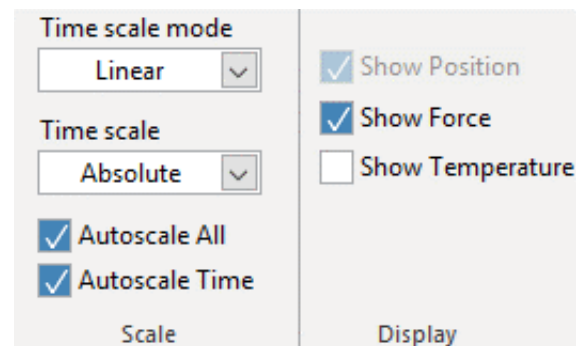 Time scale mode
Linear
Time scale
Absolute
Autoscale All
Autoscale Time
Scale
Show Position
Show Force
Show Temperature
Display